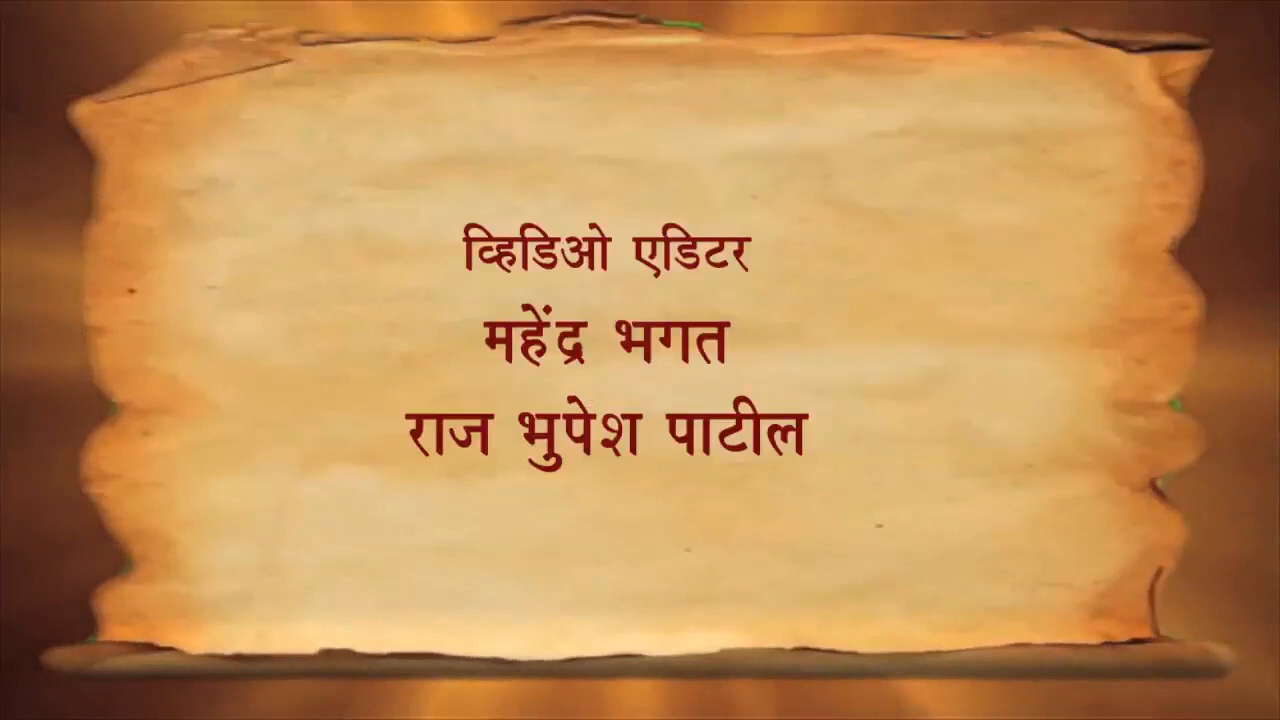 व्हिडिओ एडिटर
महेंद्र भगत
राज भुपेश पाटील